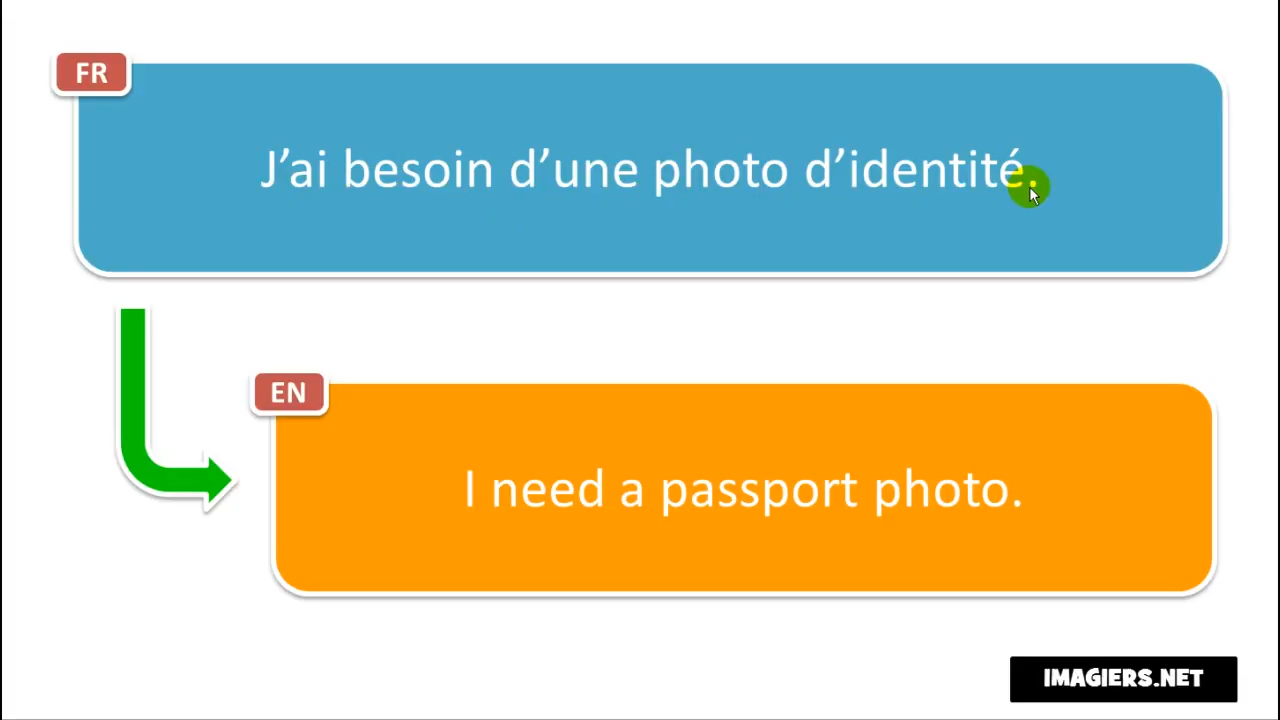 FR
J’ai besoin d’une photo d’identité.
EN
I need a passport photo.
IMAGIERS.NET